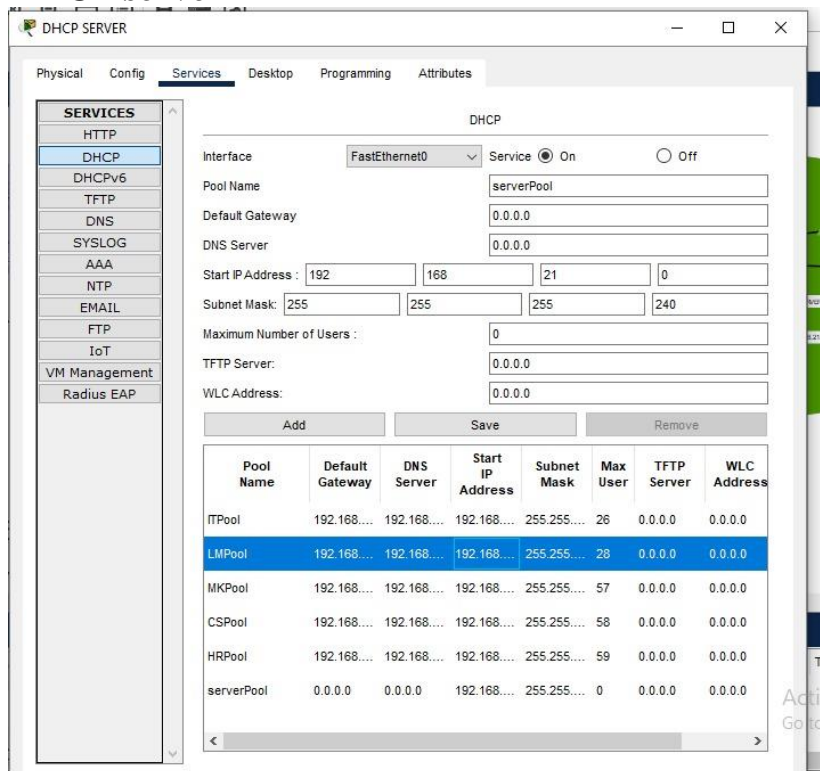 DHCP SERVER
Physical Config Services Desktop Programming Attributes
SERVICES
HTTP
DHCP
DHCPv6
TFTP
DNS
SYSLOG
AAA
NTP
EMAIL
FTP
IoT
VM Management
Radius EAP
DHCP
Interface FastEthernet0 Service On Off
Pool Name serverPool
Default Gateway 0.0.0.0
DNS Server 0.0.0.0
Start IP Address : 192 168 21 0
Subnet Mask: 255 255 255 240
Maximum Number of Users : 0
TFTP Server: 0.0.0.0
WLC Address: 0.0.0.0
Add Save Remove
Pool Name Default Gateway DNS Server Start IP Address Subnet Mask Max User TFTP Server WLC Address
ITPool 192.168.... 192.168.... 192.168.... 255.255.... 26 0.0.0.0 0.0.0.0
LMPool 192.168.... 192.168.... 192.168.... 255.255.... 28 0.0.0.0 0.0.0.0
MKPool 192.168.... 192.168.... 192.168.... 255.255.... 57 0.0.0.0 0.0.0.0
CSPool 192.168.... 192.168.... 192.168.... 255.255.... 58 0.0.0.0 0.0.0.0
HRPool 192.168.... 192.168.... 192.168.... 255.255.... 59 0.0.0.0 0.0.0.0
serverPool 0.0.0.0 0.0.0.0 192.168.... 255.255.... 0 0.0.0.0 0.0.0.0